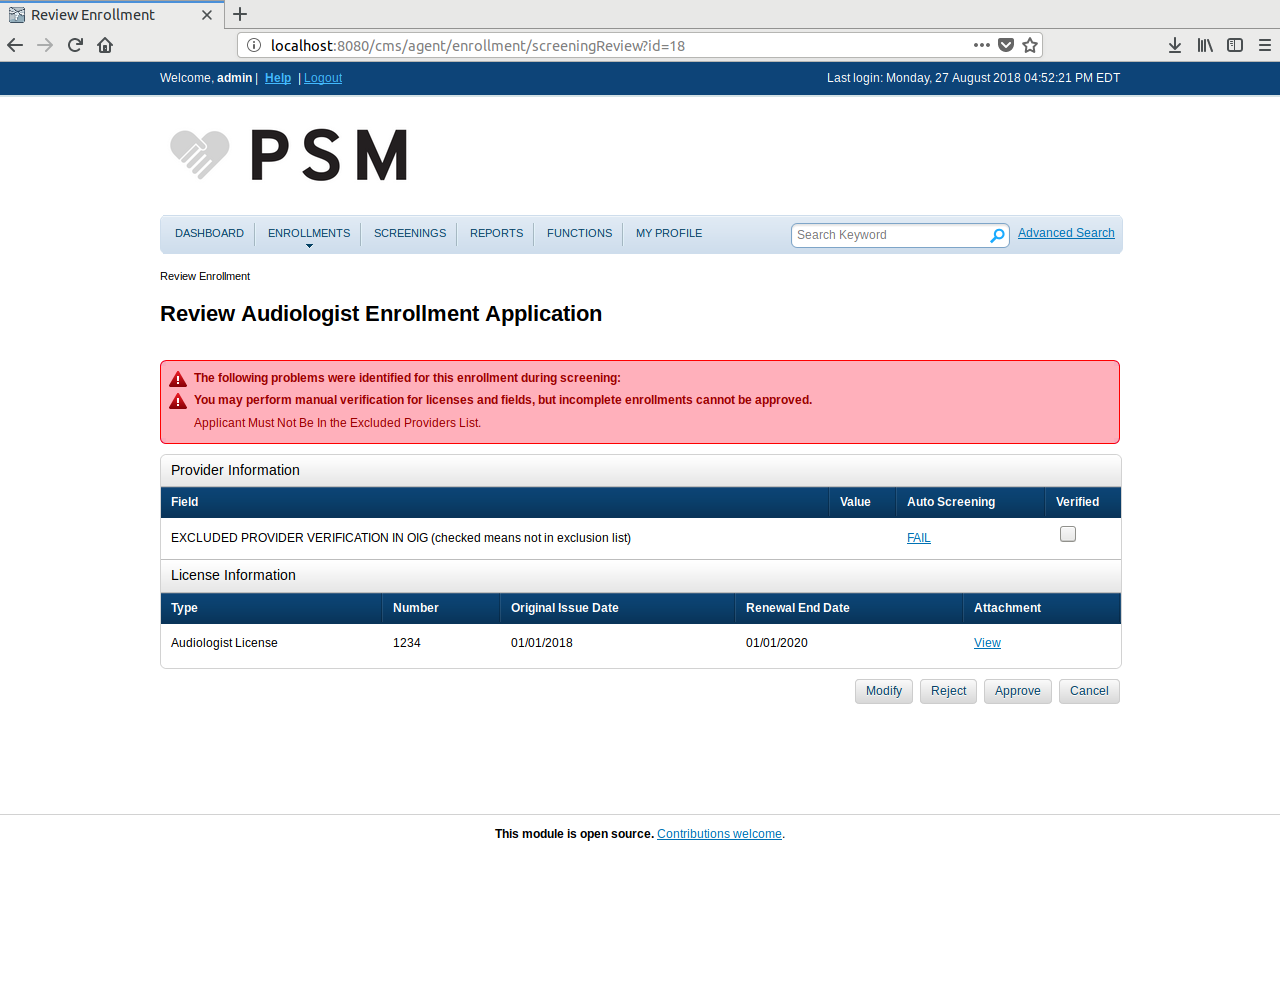 Review Enrollment
localhost:8080/cms/agent/enrollment/screeningReview?id=18
Welcome, admin | Help | Logout
Last login: Monday, 27 August 2018 04:52:21 PM EDT
PSM
DASHBOARD ENROLLMENTS SCREENINGS REPORTS FUNCTIONS MY PROFILE Search Keyword Advanced Search
Review Enrollment
Review Audiologist Enrollment Application
The following problems were identified for this enrollment during screening:
You may perform manual verification for licenses and fields, but incomplete enrollments cannot be approved.
Applicant Must Not Be In the Excluded Providers List.
Provider Information
Field Value Auto Screening Verified
EXCLUDED PROVIDER VERIFICATION IN OIG (checked means not in exclusion list) FAIL
License Information
Type Number Original Issue Date Renewal End Date Attachment
Audiologist License 1234 01/01/2018 01/01/2020 View
Modify Reject Approve Cancel
This module is open source. Contributions welcome.